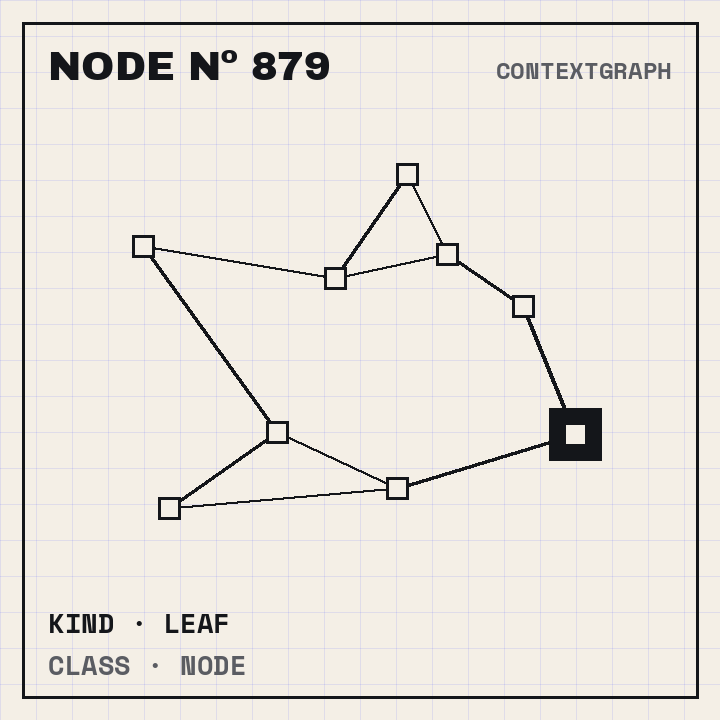 NODE Nº 879
CONTEXTGRAPH
KIND · LEAF
CLASS · NODE